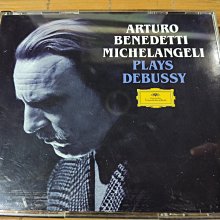 ARTURO
BENEDETTI
MICHELANGELI
PLAYS
DEBUSSY